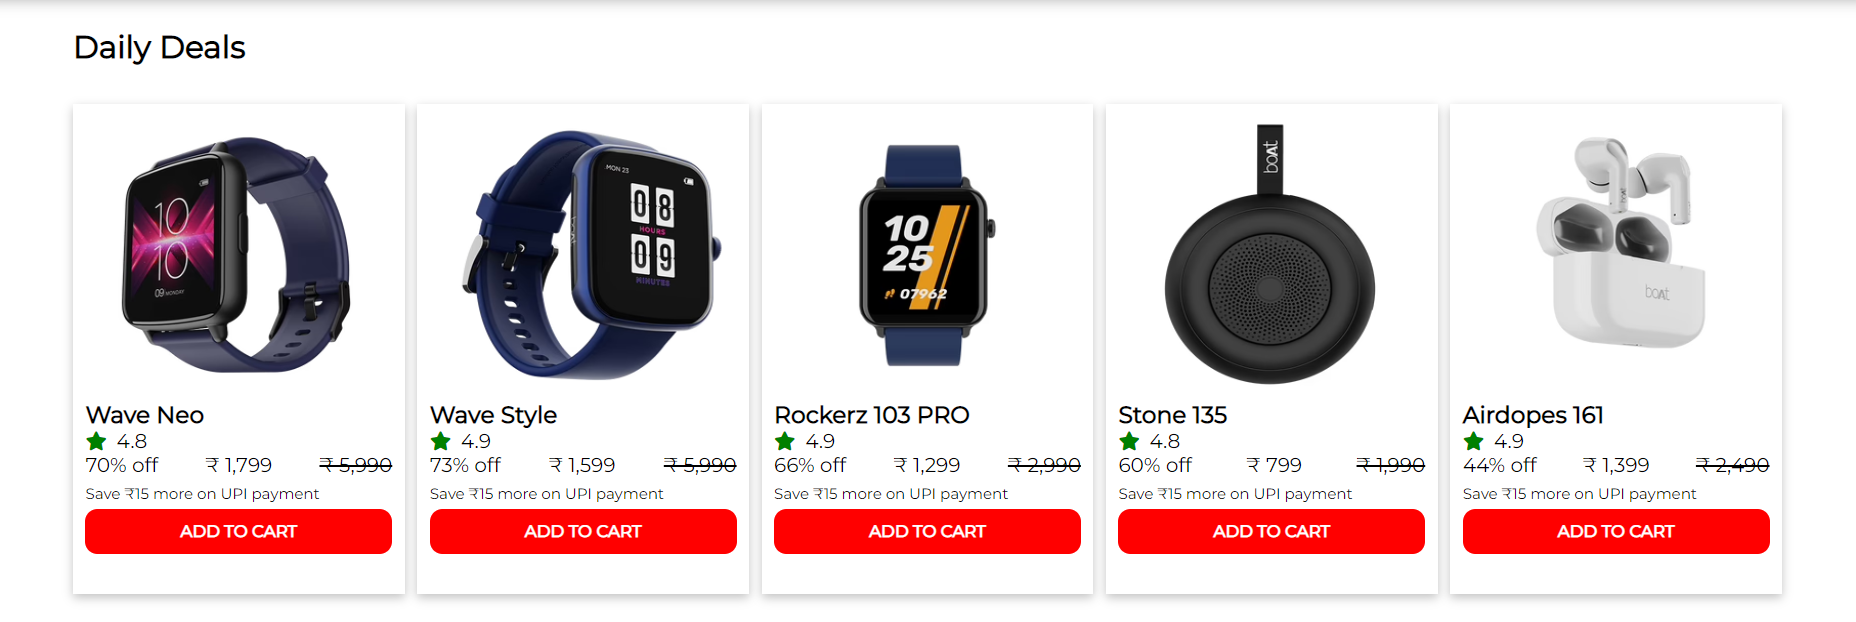 Daily Deals
10
10
09 MONDAY
MON 23
08
HOURS
09
MINUTES
10
25
07962
boAt
boAt
Wave Neo
4.8
70% off ₹ 1,799 ₹ 5,990
Save ₹15 more on UPI payment
ADD TO CART
Wave Style
4.9
73% off ₹ 1,599 ₹ 5,990
Save ₹15 more on UPI payment
ADD TO CART
Rockerz 103 PRO
4.9
66% off ₹ 1,299 ₹ 2,990
Save ₹15 more on UPI payment
ADD TO CART
Stone 135
4.8
60% off ₹ 799 ₹ 1,990
Save ₹15 more on UPI payment
ADD TO CART
Airdopes 161
4.9
44% off ₹ 1,399 ₹ 2,490
Save ₹15 more on UPI payment
ADD TO CART